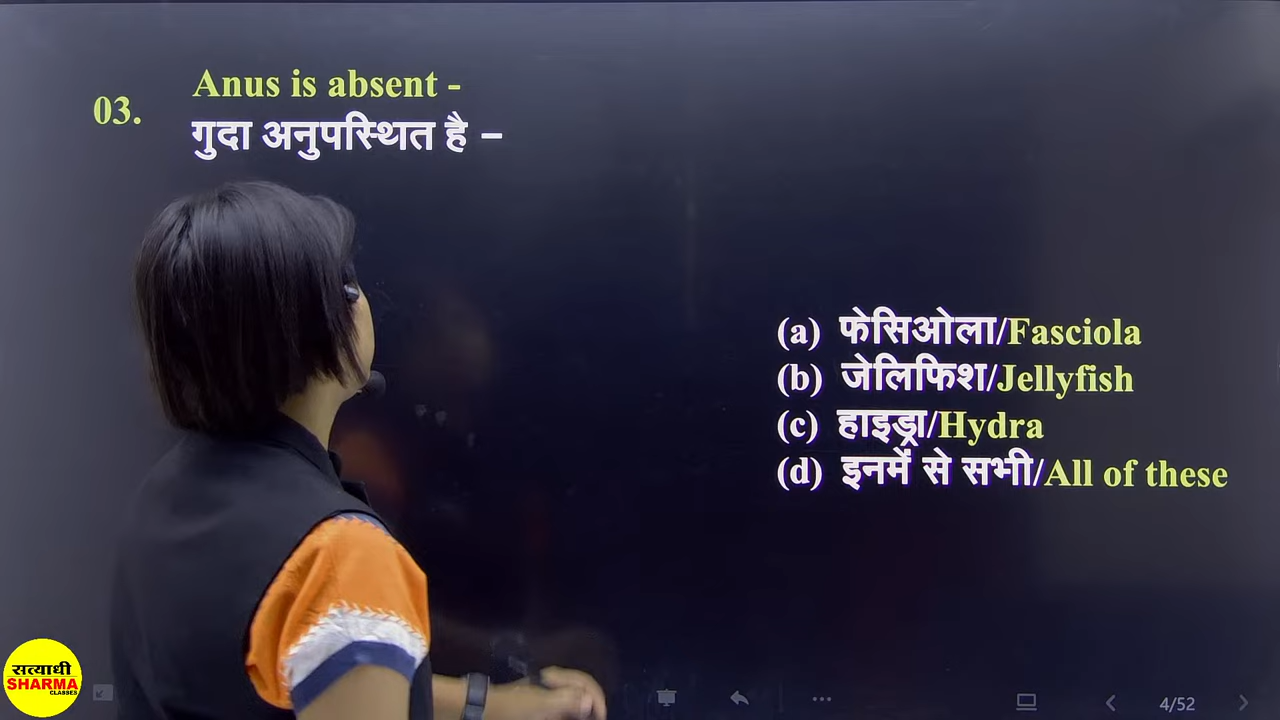 03.
Anus is absent -
गुदा अनुपस्थित है –
(a) फेसिओला/Fasciola
(b) जेलिफिश/Jellyfish
(c) हाइड्रा/Hydra
(d) इनमें से सभी/All of these
सत्याधी
SHARMA
CLASSES
4/52